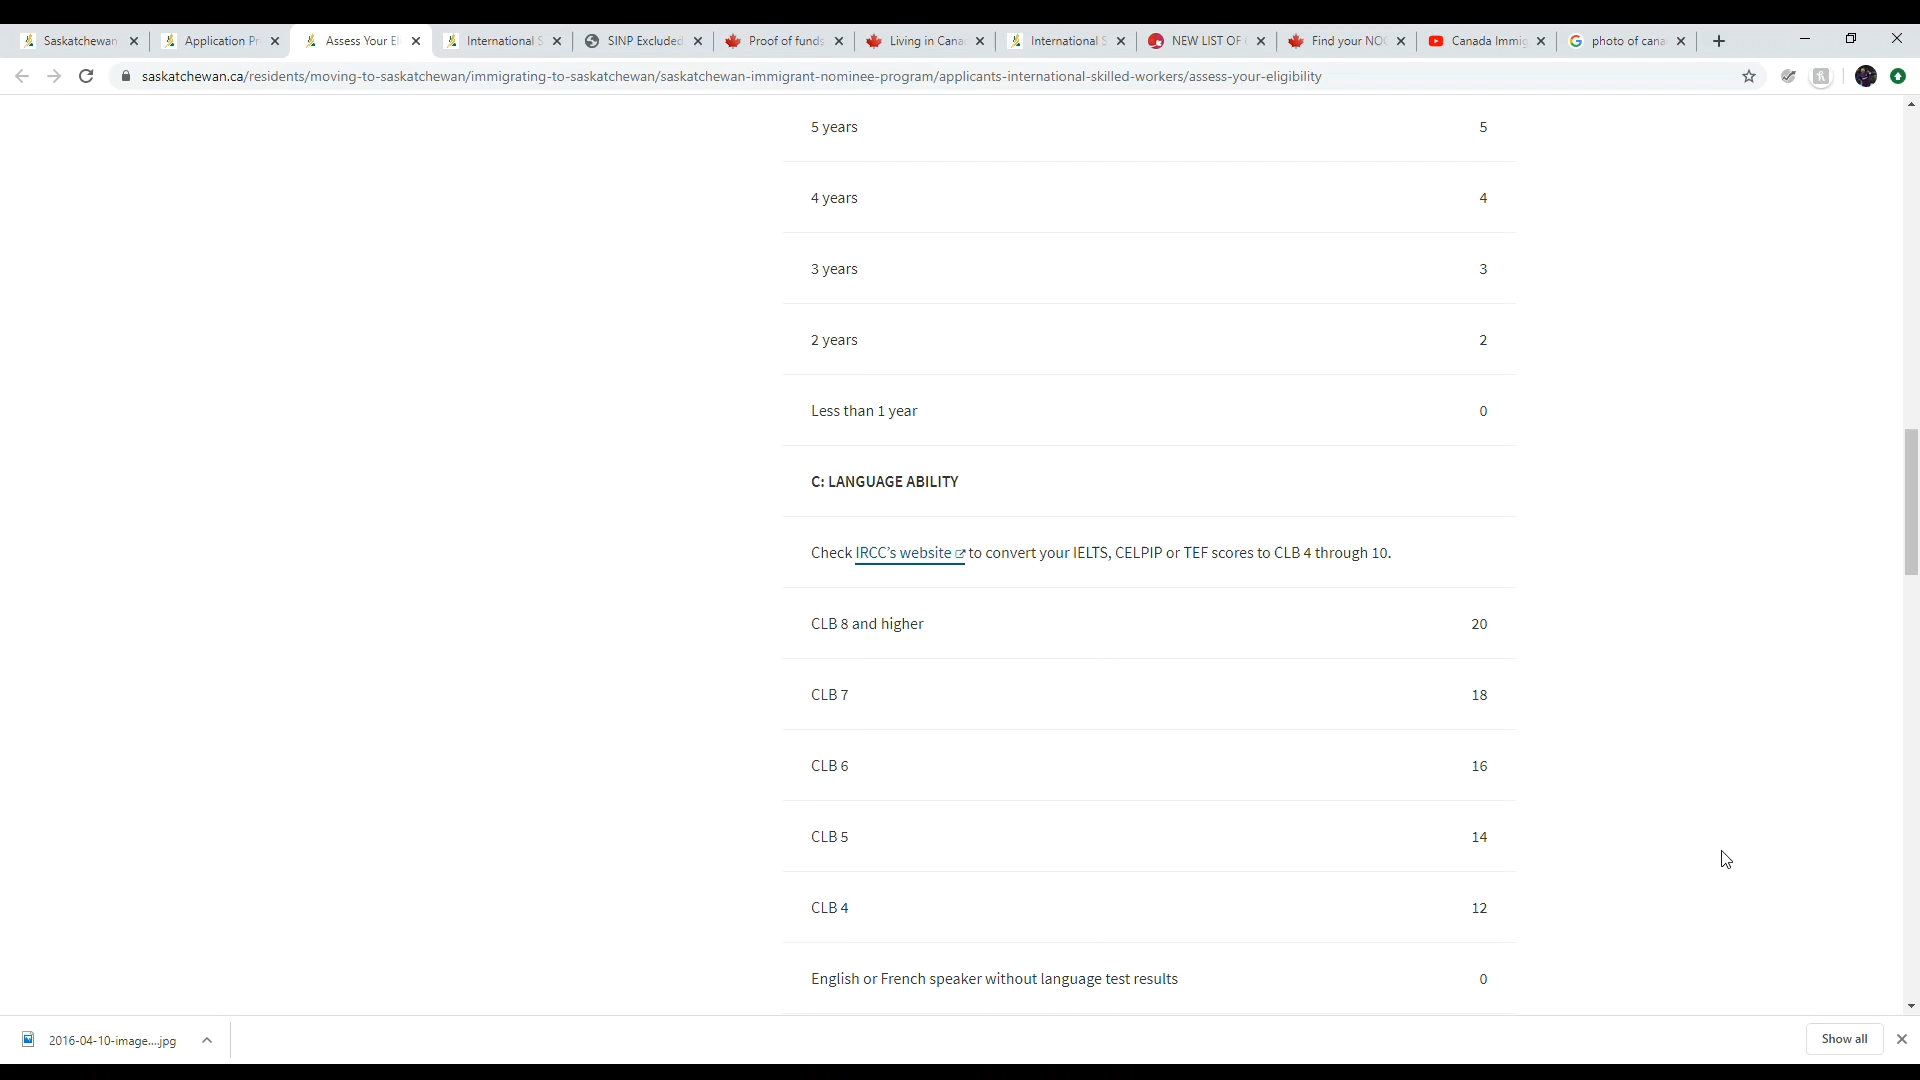 Saskatchewan
Application Pr
Assess Your El
International S
SINP Excluded
Proof of funds
Living in Cana
International S
NEW LIST OF
Find your NO
Canada Immig
photo of cana
saskatchewan.ca/residents/moving-to-saskatchewan/immigrating-to-saskatchewan/saskatchewan-immigrant-nominee-program/applicants-international-skilled-workers/assess-your-eligibility
5 years 5
4 years 4
3 years 3
2 years 2
Less than 1 year 0
C: LANGUAGE ABILITY
Check IRCC's website to convert your IELTS, CELPIP or TEF scores to CLB 4 through 10.
CLB 8 and higher 20
CLB 7 18
CLB 6 16
CLB 5 14
CLB 4 12
English or French speaker without language test results 0
2016-04-10-image....jpg
Show all